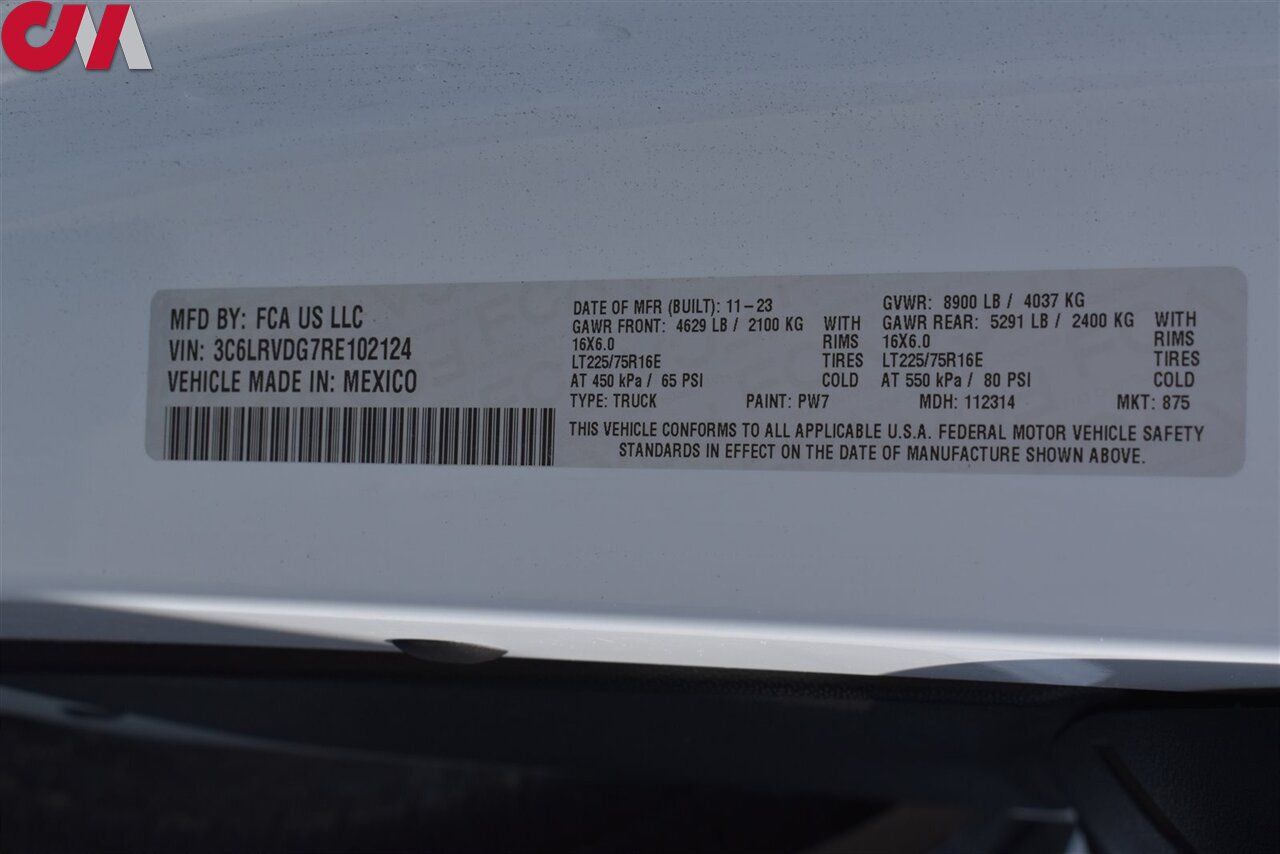 CM
MFD BY: FCA US LLC
VIN: 3C6LRVDG7RE102124
VEHICLE MADE IN: MEXICO
DATE OF MFR (BUILT): 11-23
GVWR: 8900 LB / 4037 KG
GAWR FRONT: 4629 LB / 2100 KG WITH
16X6.0 RIMS
LT225/75R16E TIRES
AT 450 kPa / 65 PSI COLD
GAWR REAR: 5291 LB / 2400 KG WITH
16X6.0 RIMS
LT225/75R16E TIRES
AT 550 kPa / 80 PSI COLD
TYPE: TRUCK PAINT: PW7 MDH: 112314 MKT: 875
THIS VEHICLE CONFORMS TO ALL APPLICABLE U.S.A. FEDERAL MOTOR VEHICLE SAFETY
STANDARDS IN EFFECT ON THE DATE OF MANUFACTURE SHOWN ABOVE.